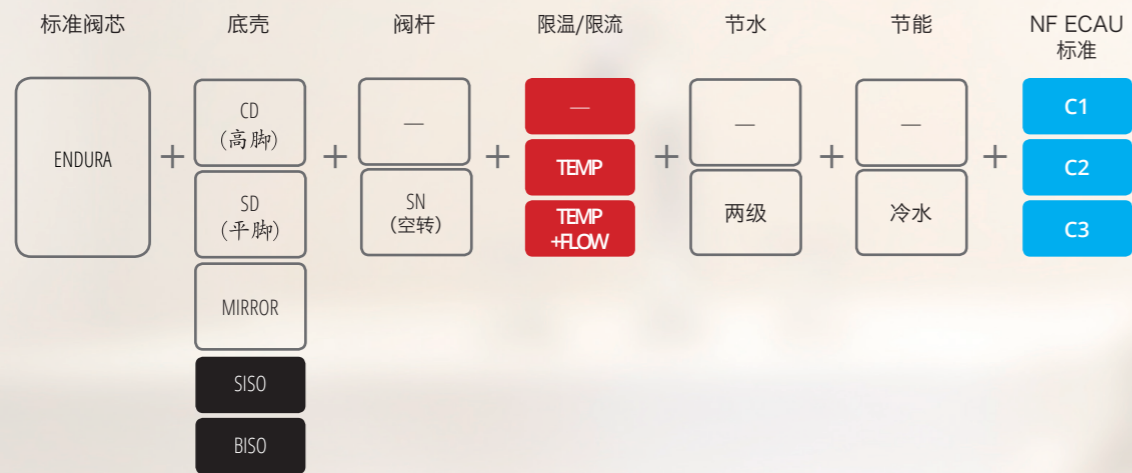 标准阀芯
底壳
阀杆
限温/限流
节水
节能
NF ECAU
标准
ENDURA
+
CD
(高脚)
SD
(平脚)
MIRROR
SISO
BISO
+
—
SN
(空转)
+
—
TEMP
TEMP
+FLOW
+
—
两级
+
—
冷水
+
C1
C2
C3